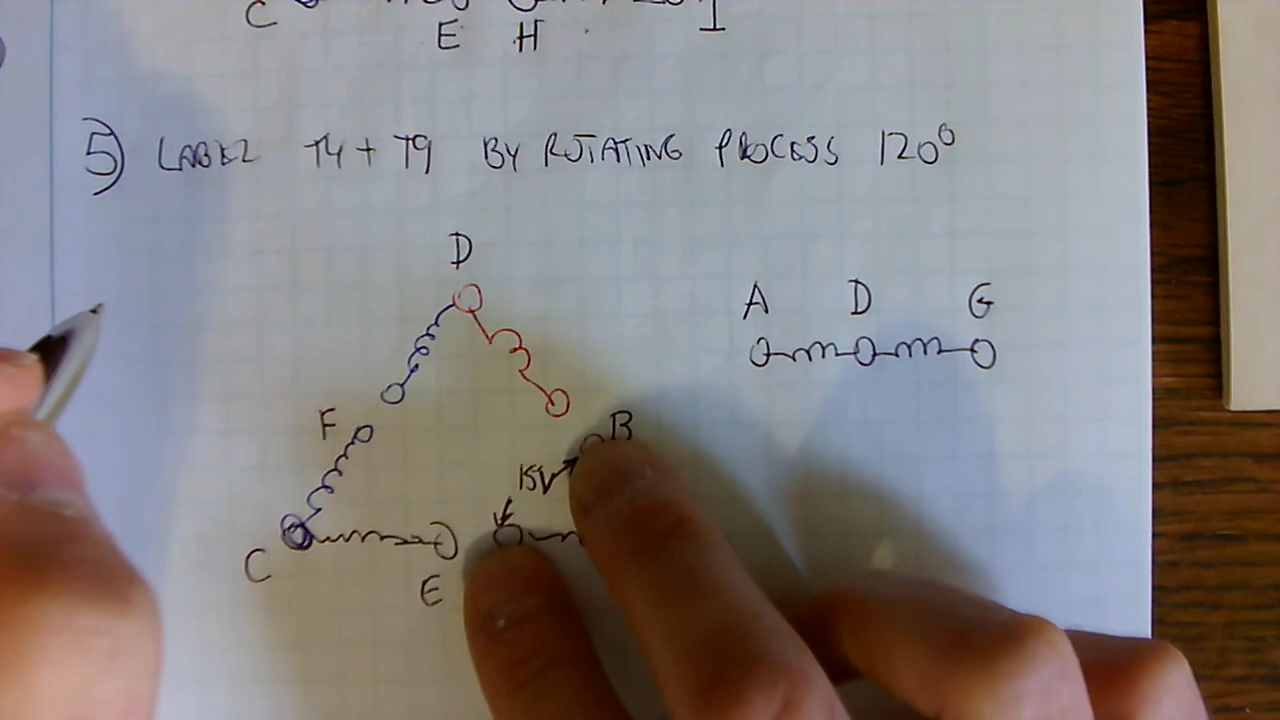 C
E H I
5) LABEL T4 + T9 BY ROTATING PROCESS 120°
D
A D G
F
B
15V
C
E